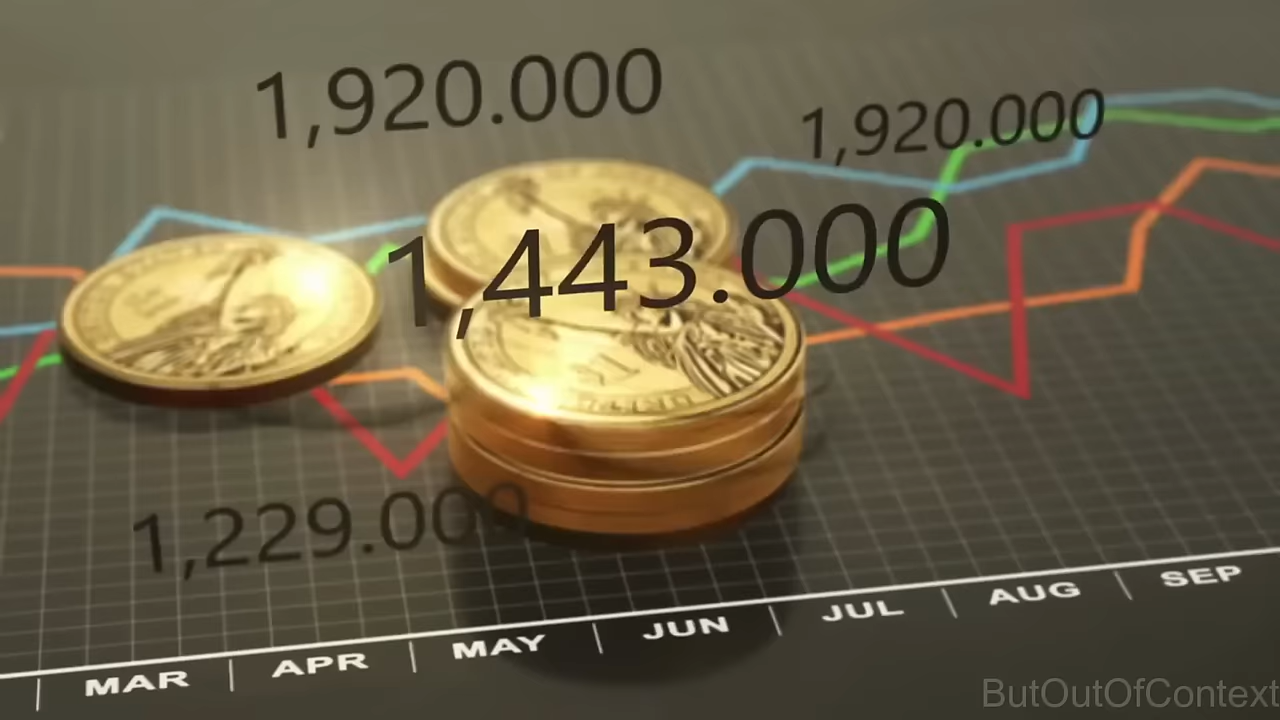 1,920.000
1,920.000
1,443.000
1,229.000
MAR | APR | MAY | JUN | JUL | AUG | SEP
ButOutOfContext